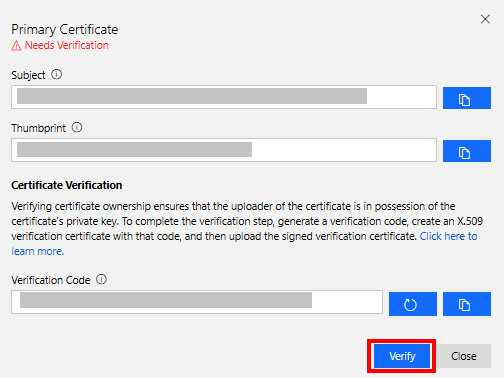 Primary Certificate
Needs Verification
Subject
Thumbprint
Certificate Verification
Verifying certificate ownership ensures that the uploader of the certificate is in possession of the
certificate's private key. To complete the verification step, generate a verification code, create an X.509
verification certificate with that code, and then upload the signed verification certificate. Click here to
learn more.
Verification Code
Verify Close